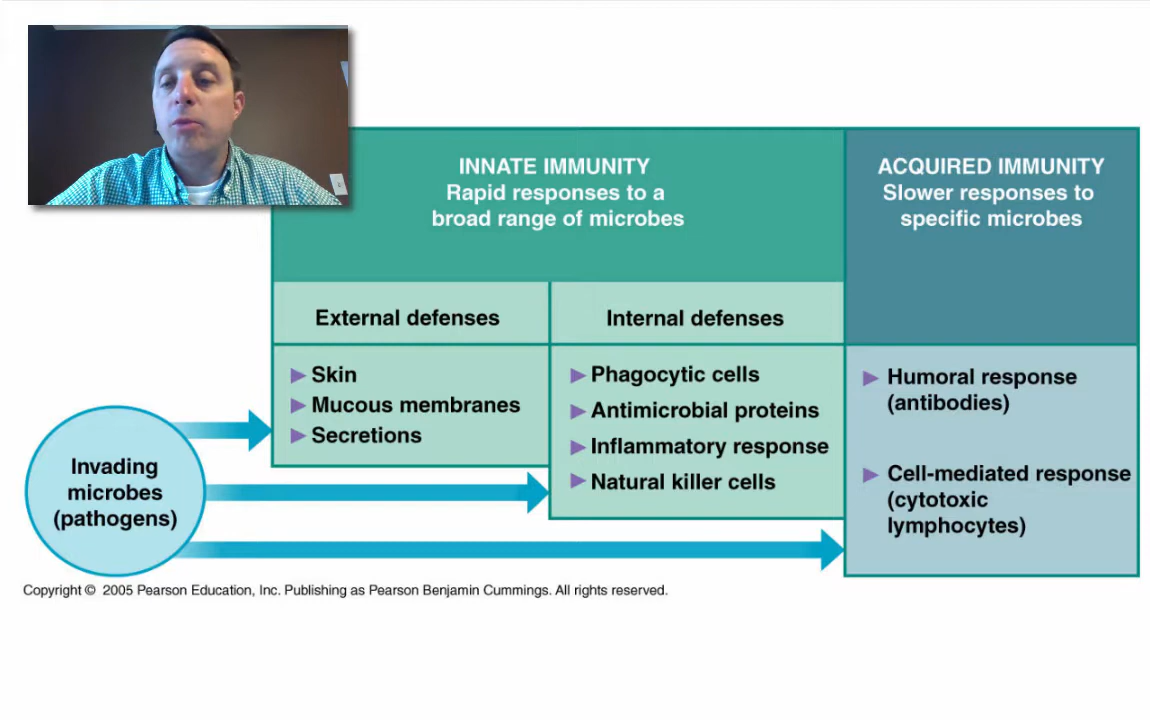 INNATE IMMUNITY
Rapid responses to a
broad range of microbes
ACQUIRED IMMUNITY
Slower responses to
specific microbes
External defenses
Internal defenses
▶ Skin
▶ Mucous membranes
▶ Secretions
▶ Phagocytic cells
▶ Antimicrobial proteins
▶ Inflammatory response
▶ Natural killer cells
▶ Humoral response
(antibodies)
▶ Cell-mediated response
(cytotoxic
lymphocytes)
Invading
microbes
(pathogens)
Copyright © 2005 Pearson Education, Inc. Publishing as Pearson Benjamin Cummings. All rights reserved.